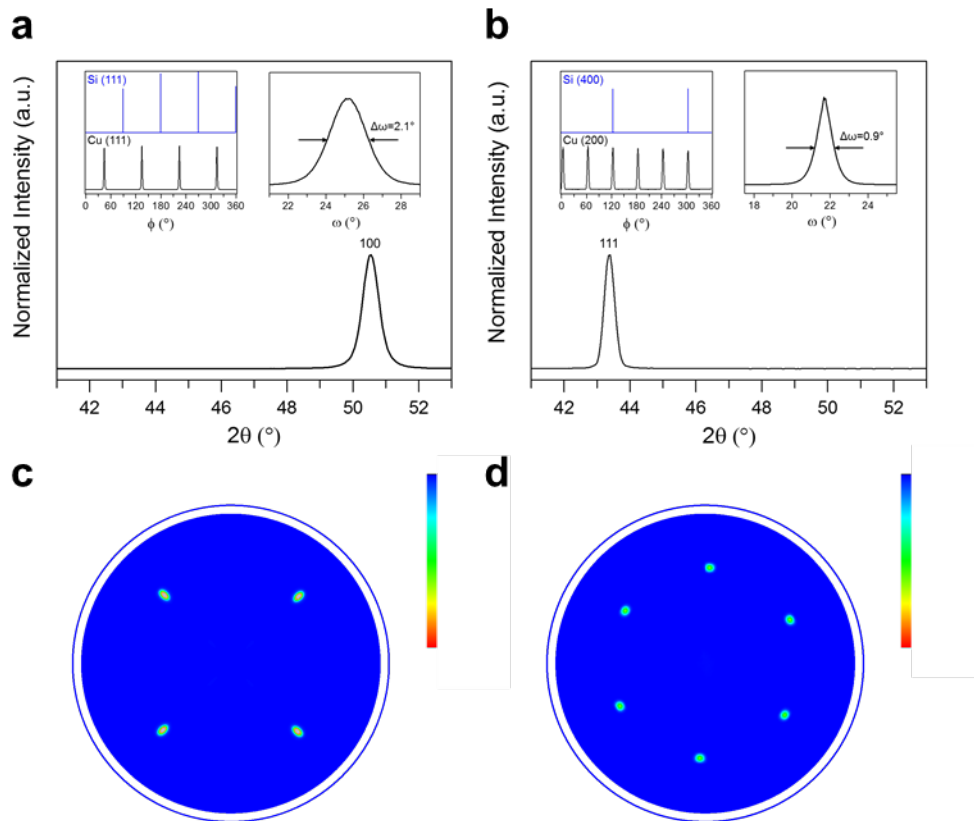 a
Normalized Intensity (a.u.)
Si (111)
Cu (111)
0 60 120 180 240 300 360
ϕ (°)
Δω=2.1°
22 24 26 28
ω (°)
100
42 44 46 48 50 52
2θ (°)
b
Normalized Intensity (a.u.)
Si (400)
Cu (200)
0 60 120 180 240 300 360
ϕ (°)
Δω=0.9°
18 20 22 24
ω (°)
111
42 44 46 48 50 52
2θ (°)
c
d